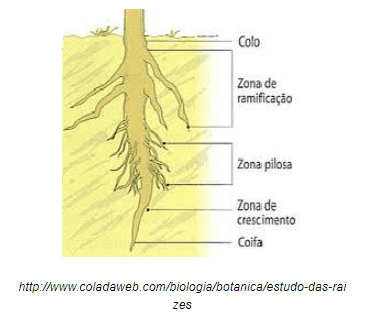 Colo
Zona de
ramificação
Zona pilosa
Zona de
crescimento
Coifa
http://www.coladaweb.com/biologia/botanica/estudo-das-rai
zes